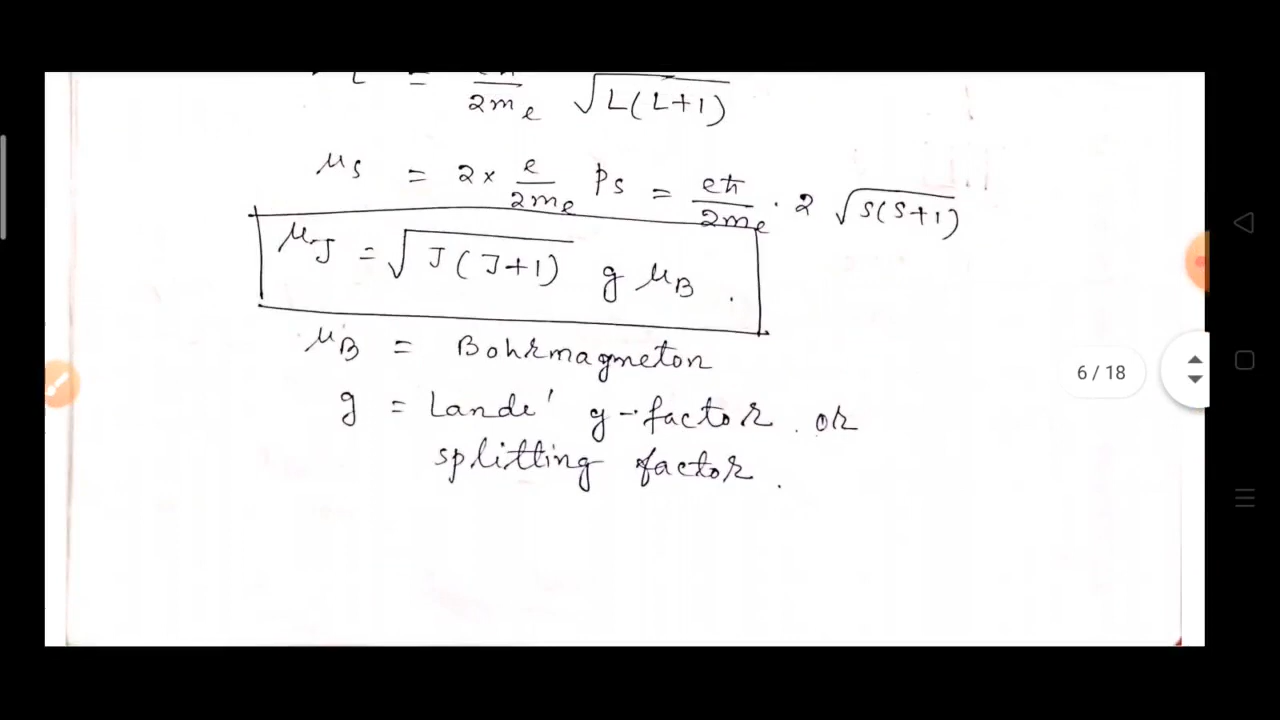 L = eħ/2mₑ √L(L+1)
μs = 2× e/2mₑ Ps = eħ/2mₑ · 2 √S(S+1)
μJ = √J(J+1) g μB .
μB = Bohrmagneton
g = Lande' g-factor or
splitting factor .
6 / 18